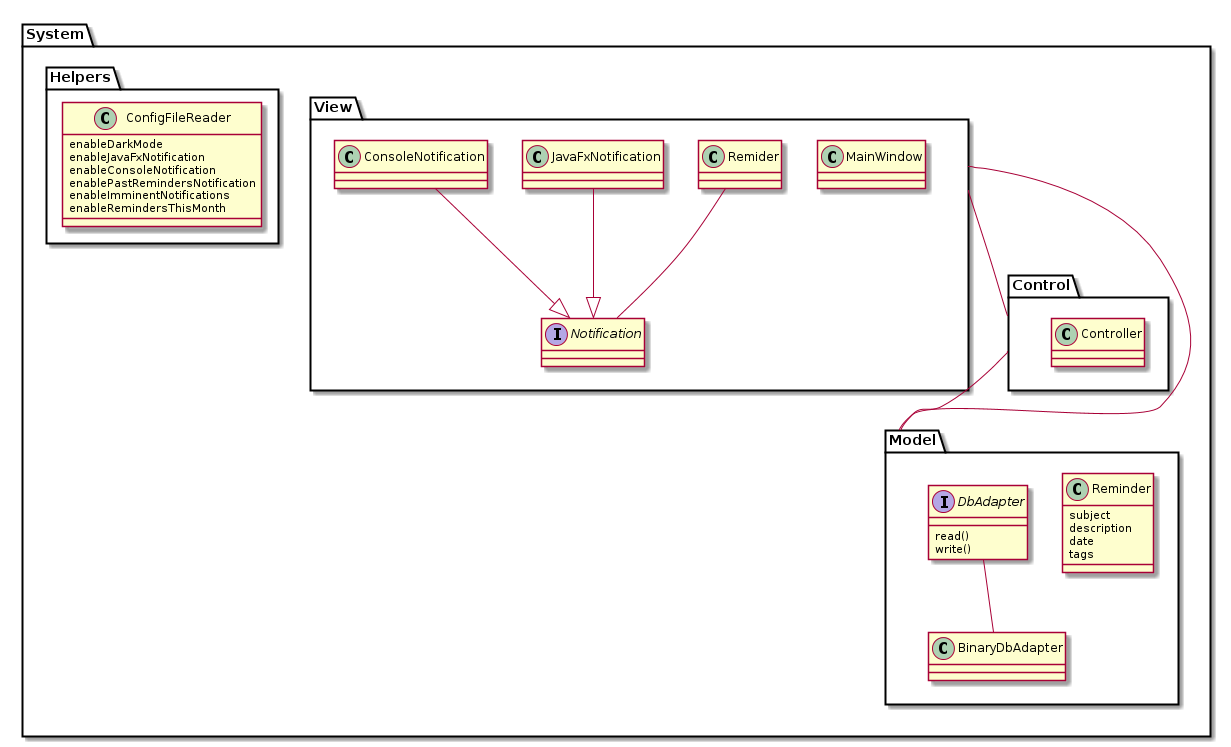 System
Helpers
C ConfigFileReader
enableDarkMode
enableJavaFxNotification
enableConsoleNotification
enablePastRemindersNotification
enableImminentNotifications
enableRemindersThisMonth
View
C ConsoleNotification
C JavaFxNotification
C Remider
C MainWindow
I Notification
Control
C Controller
Model
I DbAdapter
read()
write()
C Reminder
subject
description
date
tags
C BinaryDbAdapter